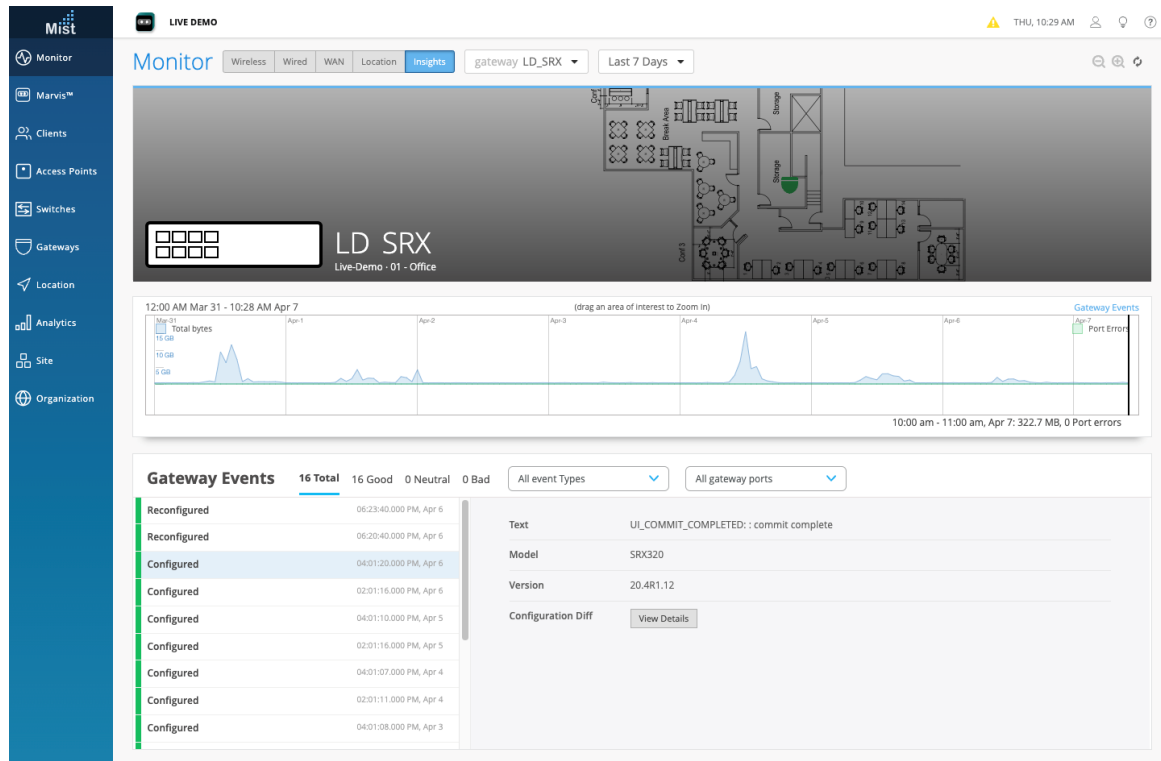 Mist
LIVE DEMO
THU, 10:29 AM
Monitor
Marvis™
Clients
Access Points
Switches
Gateways
Location
Analytics
Site
Organization
Monitor Wireless Wired WAN Location Insights gateway LD_SRX Last 7 Days
Conf
Break Area
Storage
Storage
Conf 3
LD SRX
Live-Demo · 01 - Office
12:00 AM Mar 31 - 10:28 AM Apr 7 (drag an area of interest to Zoom In) Gateway Events
Mar-31 Apr-1 Apr-2 Apr-3 Apr-4 Apr-5 Apr-6 Apr-7
Total bytes Port Errors
15 GB
10 GB
5 GB
10:00 am - 11:00 am, Apr 7: 322.7 MB, 0 Port errors
Gateway Events 16 Total 16 Good 0 Neutral 0 Bad All event Types All gateway ports
Reconfigured 06:23:40.000 PM, Apr 6
Reconfigured 06:20:40.000 PM, Apr 6
Configured 04:01:20.000 PM, Apr 6
Configured 02:01:16.000 PM, Apr 6
Configured 04:01:10.000 PM, Apr 5
Configured 02:01:16.000 PM, Apr 5
Configured 04:01:07.000 PM, Apr 4
Configured 02:01:11.000 PM, Apr 4
Configured 04:01:08.000 PM, Apr 3
Text UI_COMMIT_COMPLETED: : commit complete
Model SRX320
Version 20.4R1.12
Configuration Diff View Details